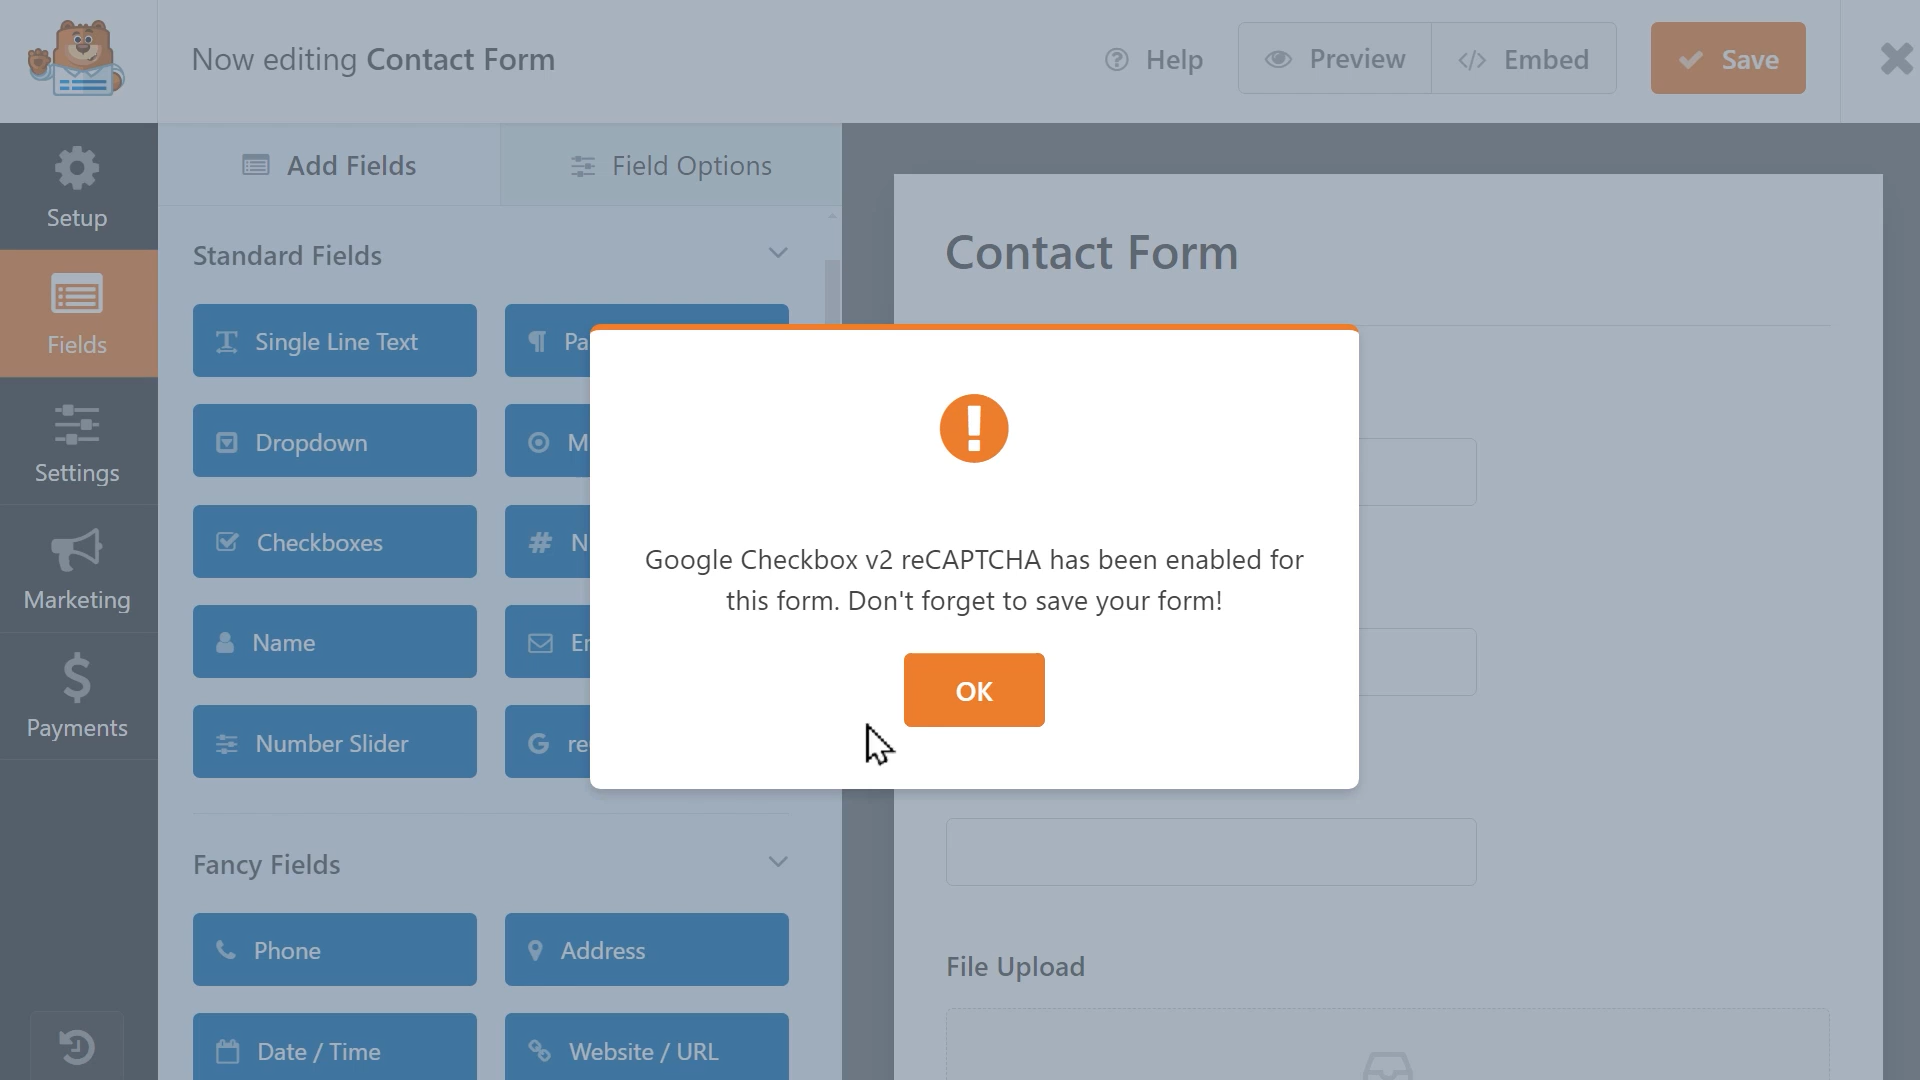 Now editing Contact Form
Help
Preview
Embed
Save
Setup
Fields
Settings
Marketing
Payments
Add Fields
Field Options
Standard Fields
Single Line Text
Dropdown
Checkboxes
Name
Number Slider
Fancy Fields
Phone
Address
Date / Time
Website / URL
Contact Form
File Upload
Google Checkbox v2 reCAPTCHA has been enabled for
this form. Don't forget to save your form!
OK